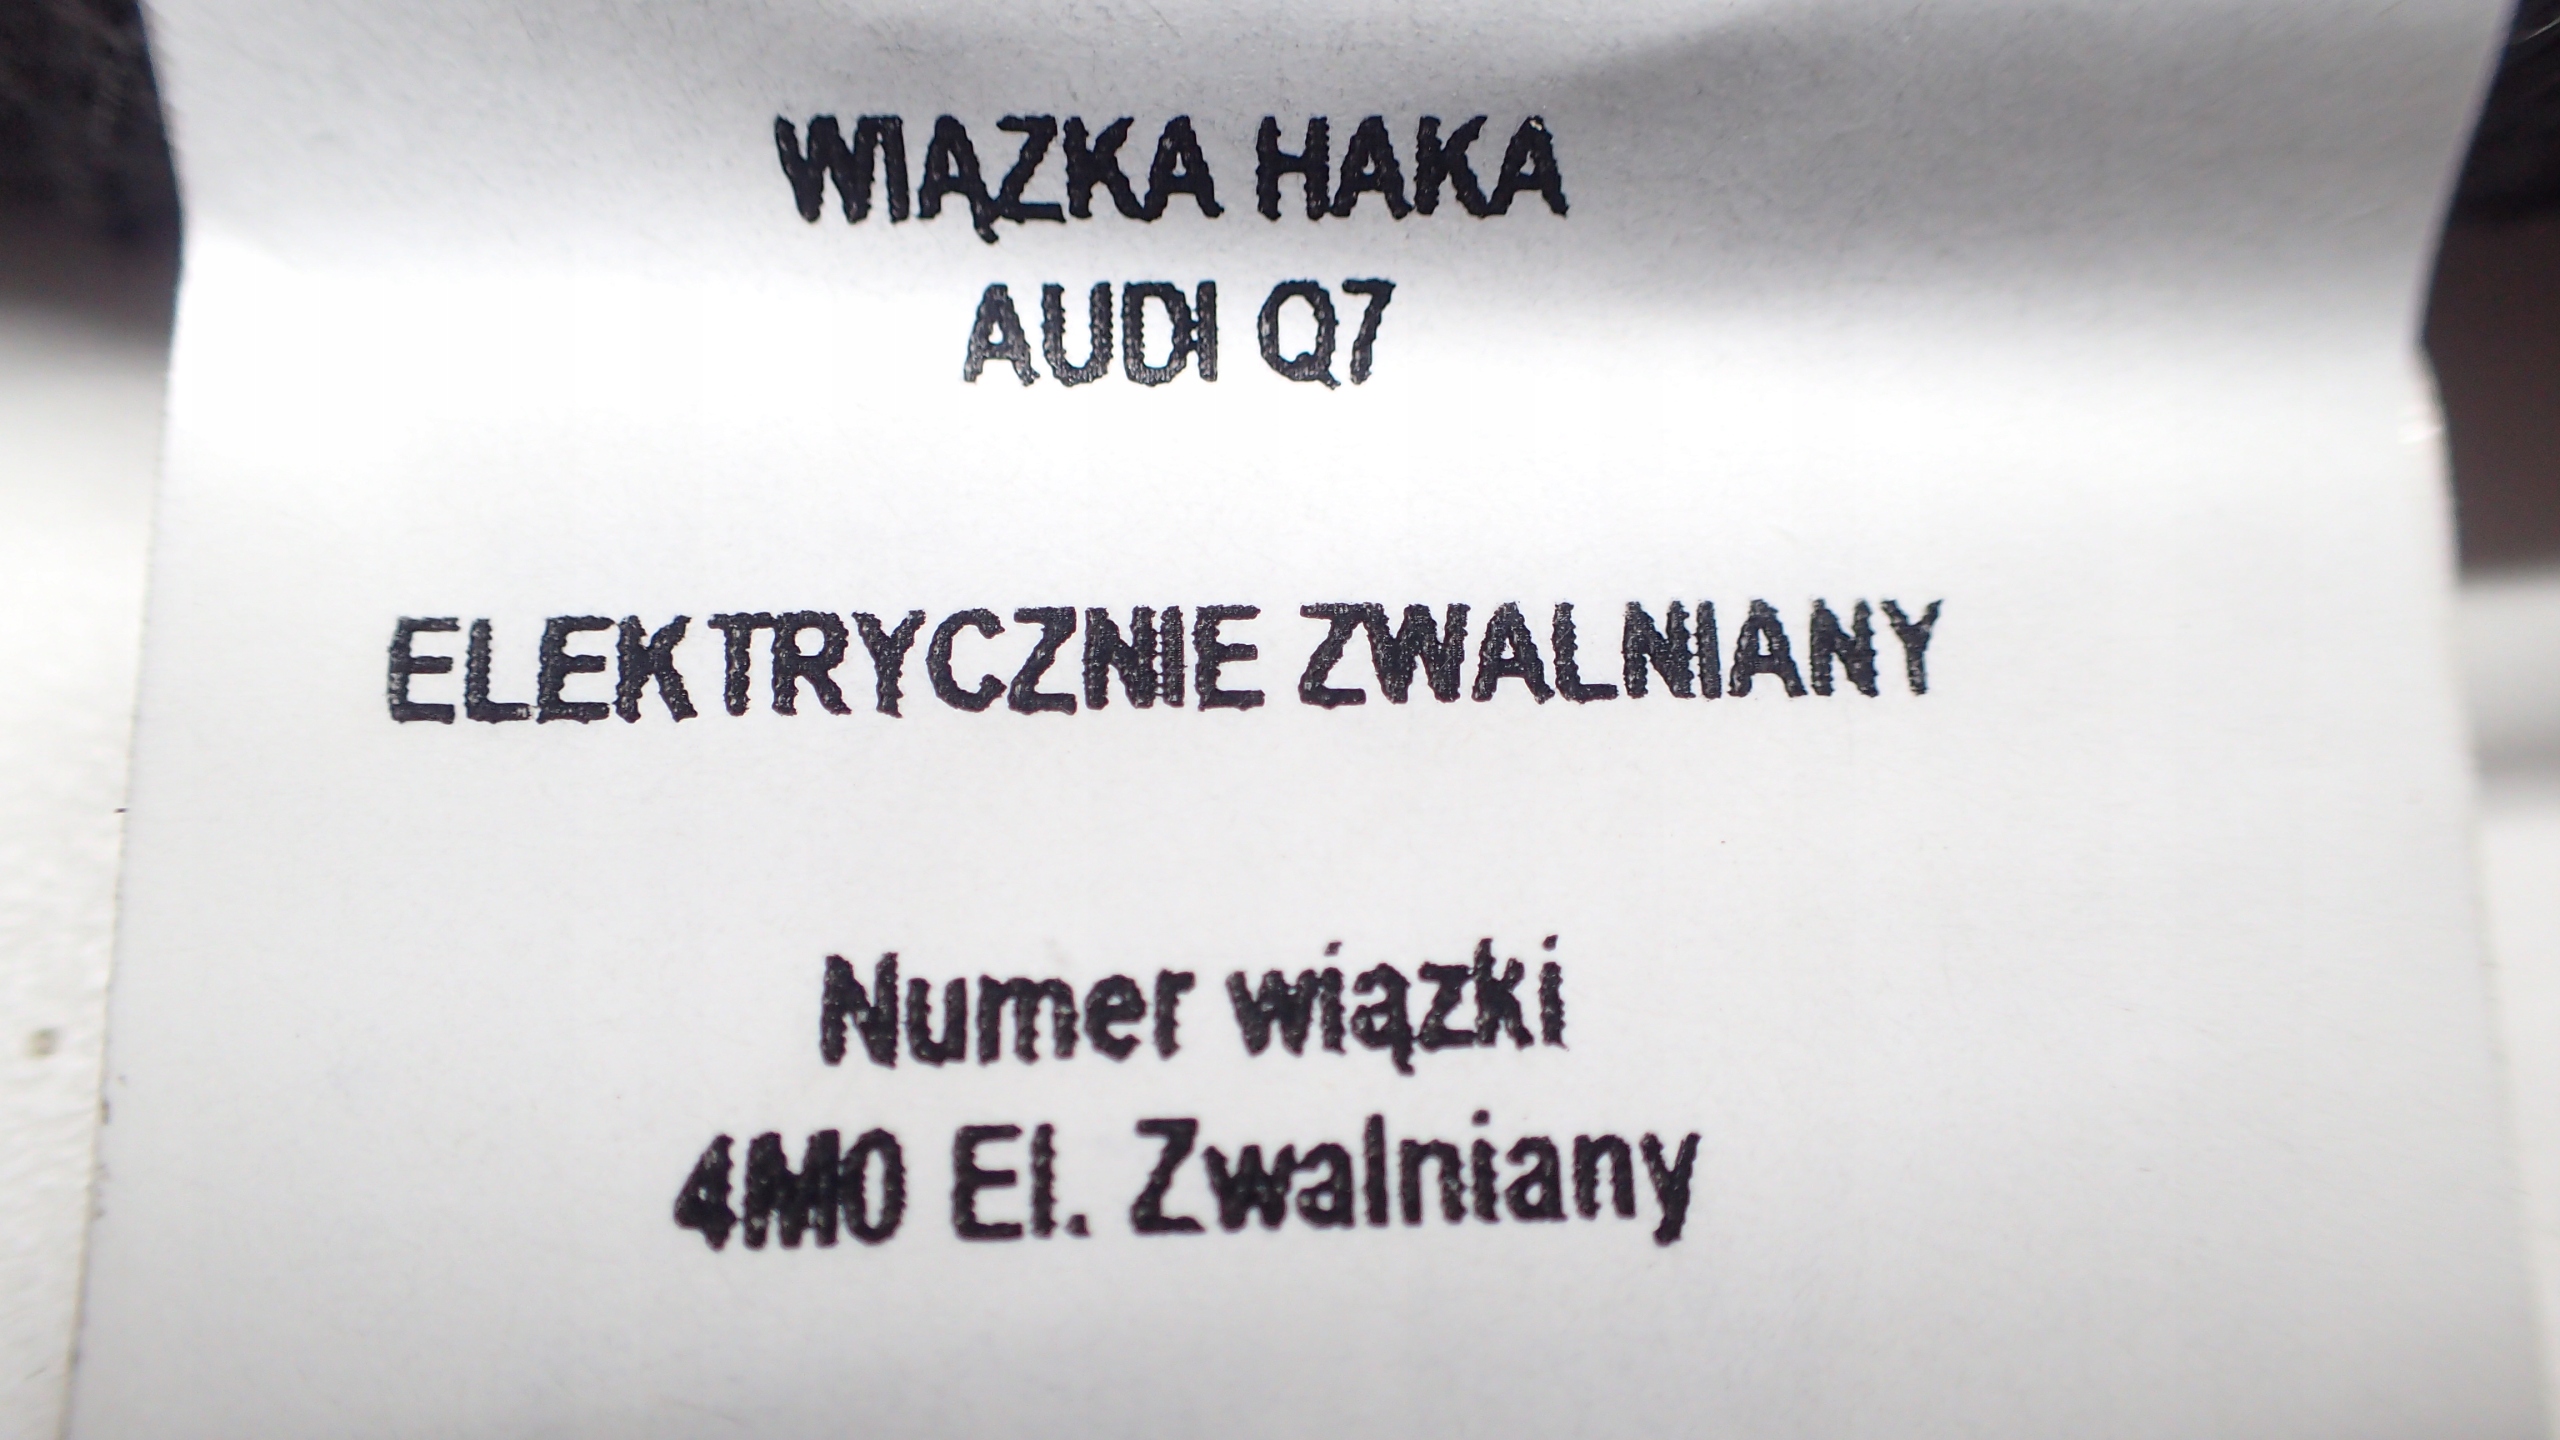 WIĄZKA HAKA
AUDI Q7
ELEKTRYCZNIE ZWALNIANY
Numer wiązki
4M0 El. Zwalniany